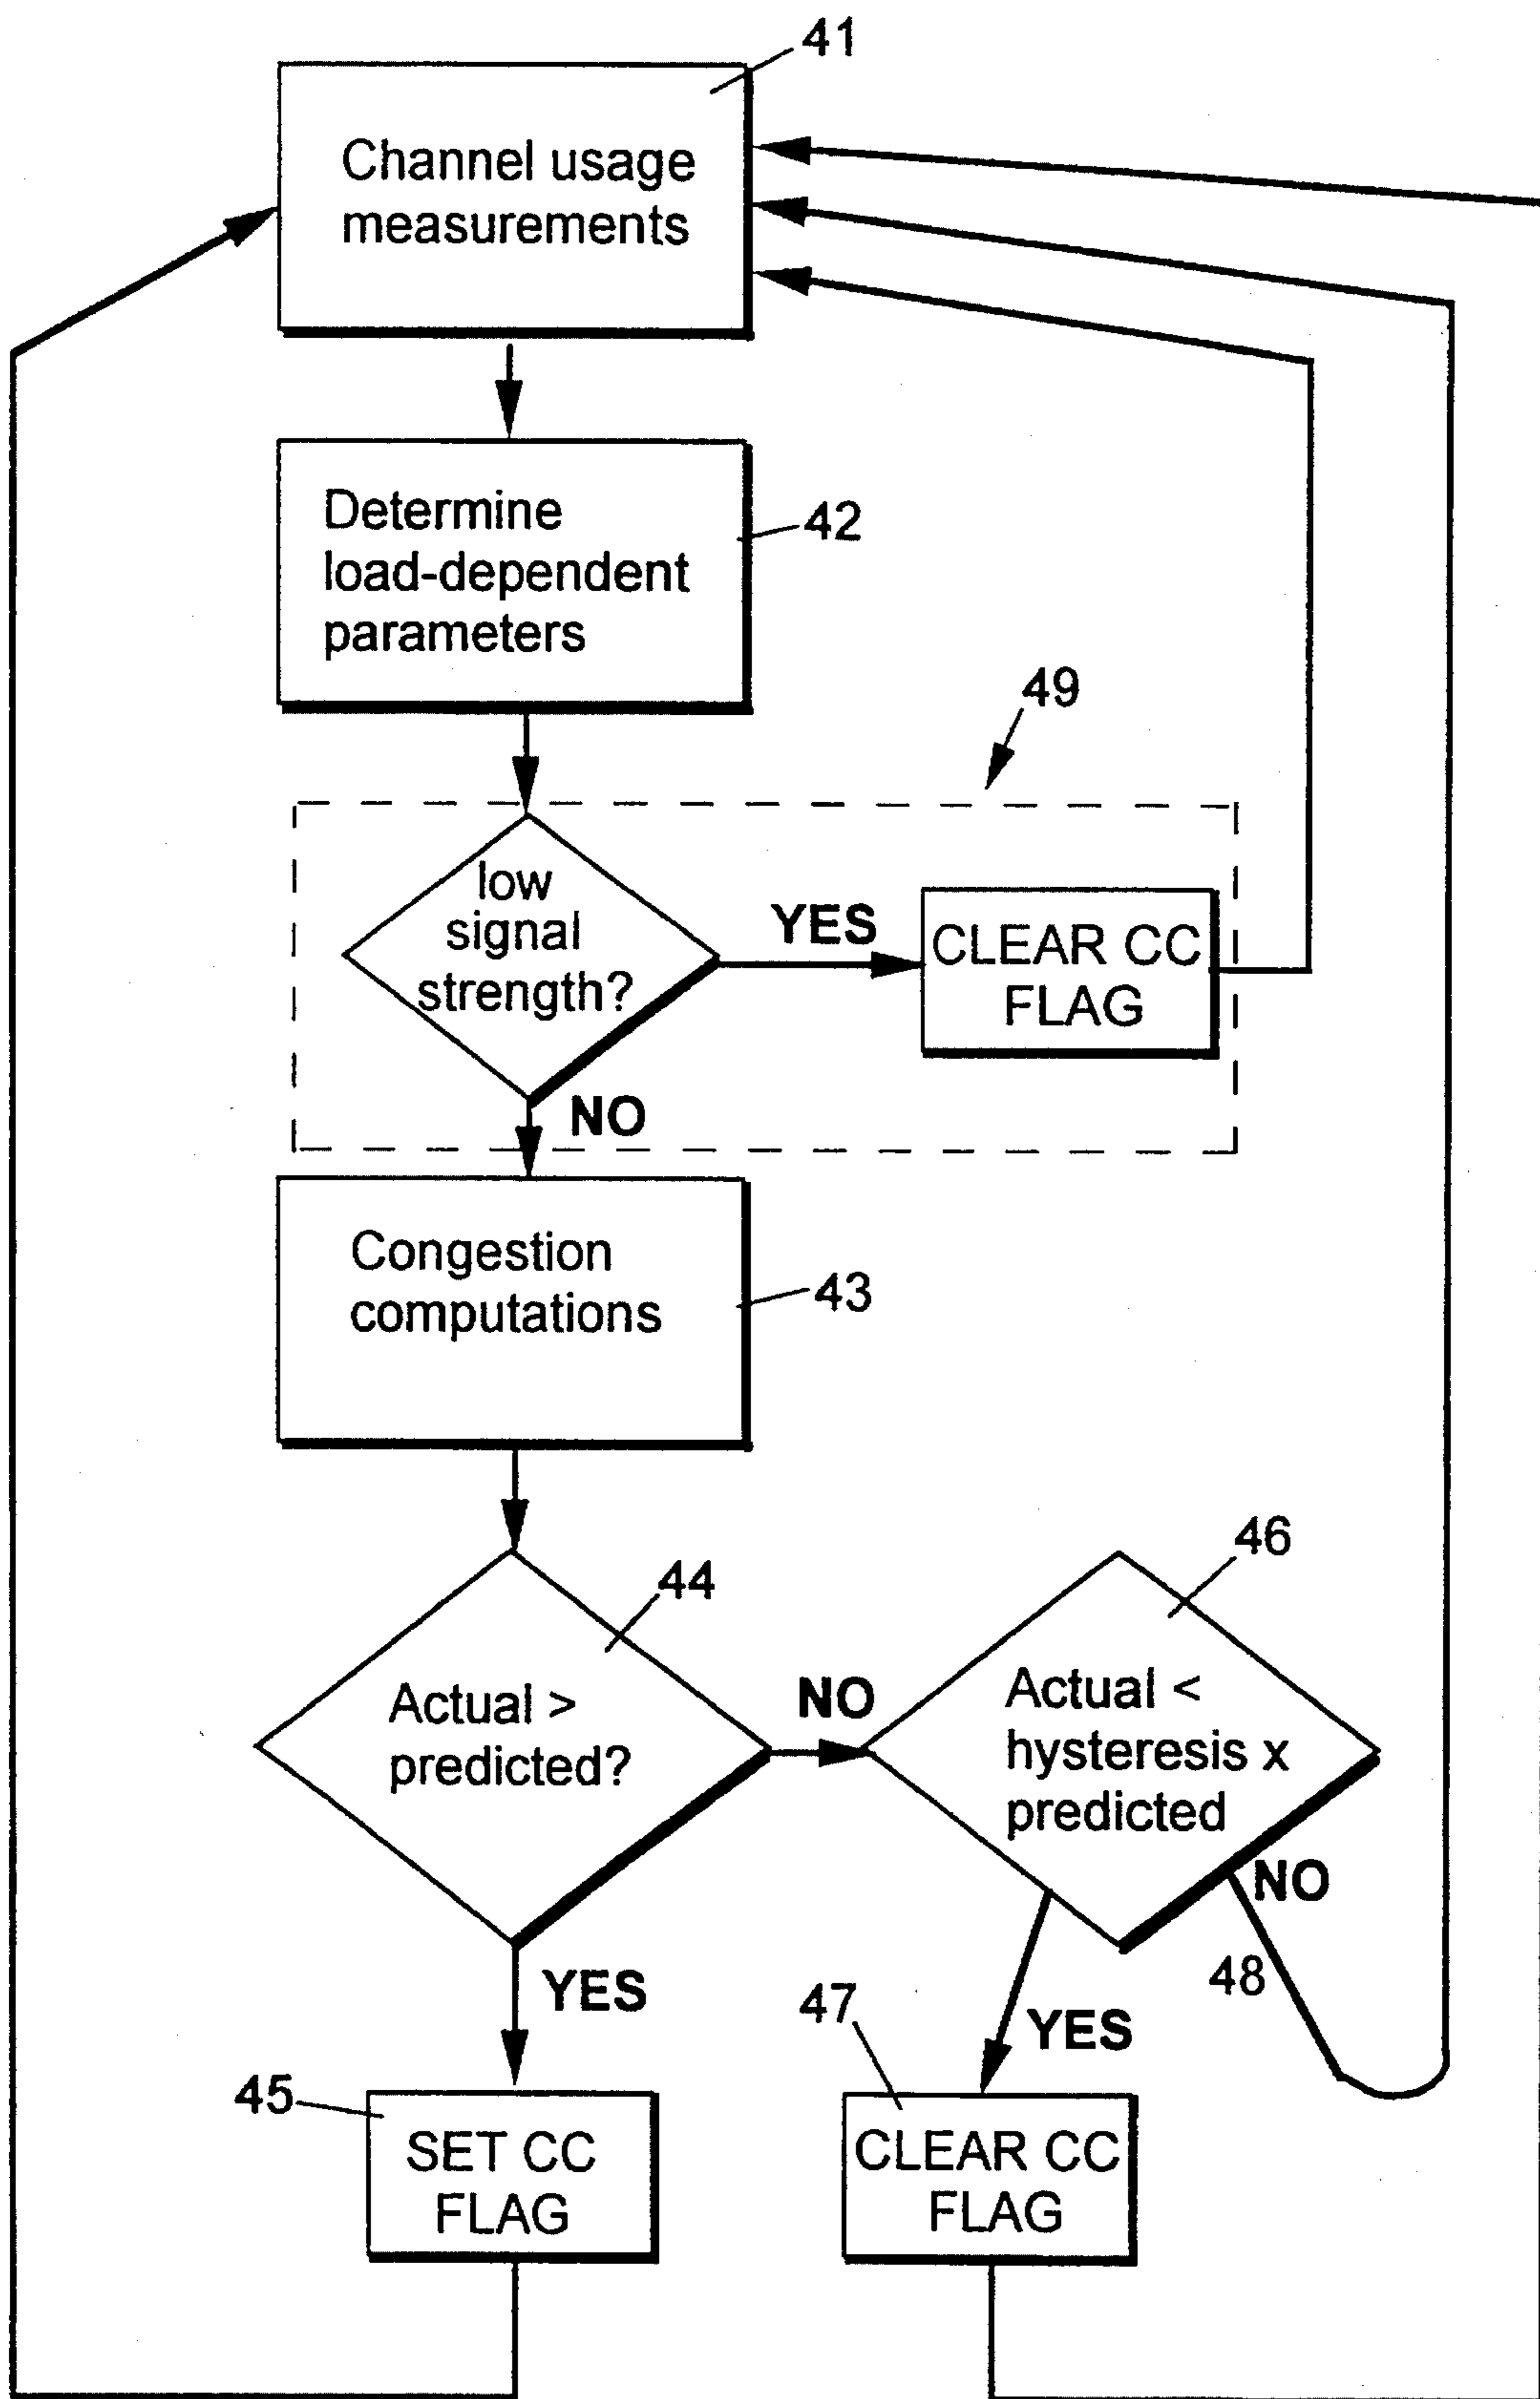 41
Channel usage
measurements
Determine
load-dependent
parameters
42
49
low
signal
strength?
YES
CLEAR CC
FLAG
NO
Congestion
computations
43
44
46
Actual >
predicted?
NO
Actual <
hysteresis x
predicted
NO
48
YES
47
YES
45
SET CC
FLAG
CLEAR CC
FLAG